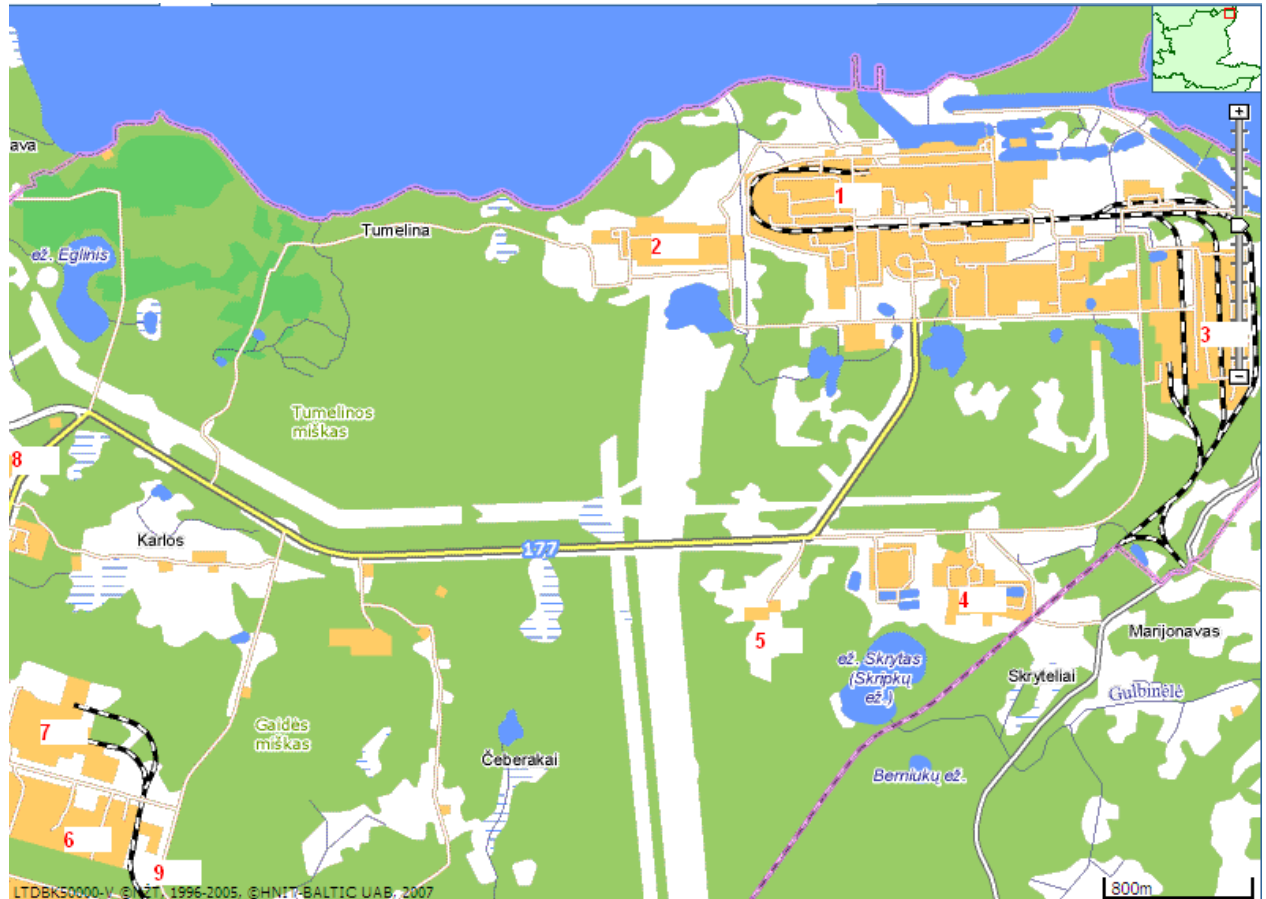 ava
1
Tumelina
2
ež. Eglinis
3
Tumelinos
miškas
8
177
Karlos
4
Marijonavas
5
ež. Skrytas
(Skripkų
ež.)
Skryteliai
Gulbinėlė
7
Gaidės
miškas
Čeberakai
Berniukų ež.
6
9
LTDBK50000-V, ©NŽT, 1996-2005, ©HNIT-BALTIC UAB, 2007
800m
+
−